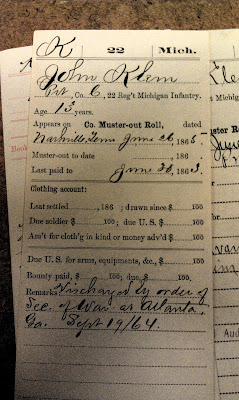 K 22 Mich.
John Klem
Pvt, Co. C, 22 Reg't Michigan Infantry.
Age 13 years.
Appears on Co. Muster-out Roll, dated
Nashville Tenn June 26, 1865.
Muster-out to date , 186 .
Last paid to June 30, 1863.
Clothing account:
Last settled , 186 ; drawn since $ 100
Due soldier $ 100; due U. S. $ 100
Am't for cloth'g in kind or money adv'd $ 100
Due U. S. for arms, equipments, &c., $ 100
Bounty paid, $ 100; due, $ 100
Remarks: Discharged by order of
Sec. of War at Atlanta,
Ga. Sept 19/64.
Book